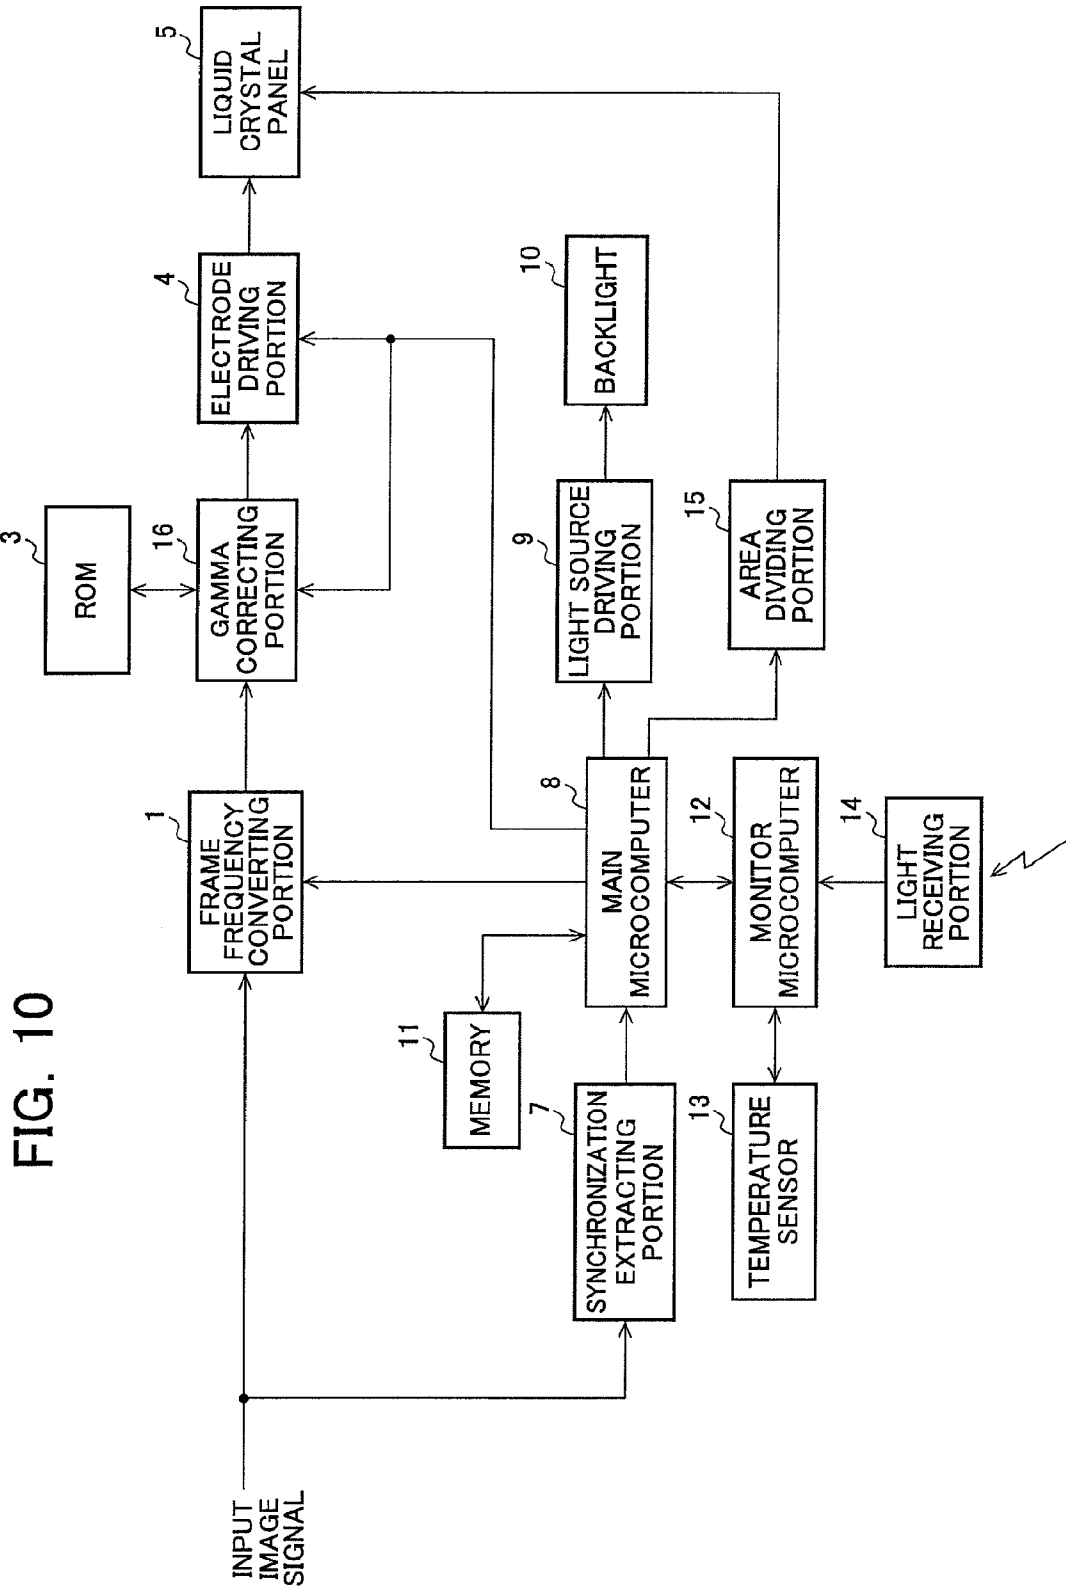 FIG. 10
INPUT
IMAGE
SIGNAL
1
FRAME
FREQUENCY
CONVERTING
PORTION
3
ROM
16
GAMMA
CORRECTING
PORTION
4
ELECTRODE
DRIVING
PORTION
5
LIQUID
CRYSTAL
PANEL
11
MEMORY
7
SYNCHRONIZATION
EXTRACTING
PORTION
8
MAIN
MICROCOMPUTER
9
LIGHT SOURCE
DRIVING
PORTION
10
BACKLIGHT
13
TEMPERATURE
SENSOR
12
MONITOR
MICROCOMPUTER
15
AREA
DIVIDING
PORTION
14
LIGHT
RECEIVING
PORTION